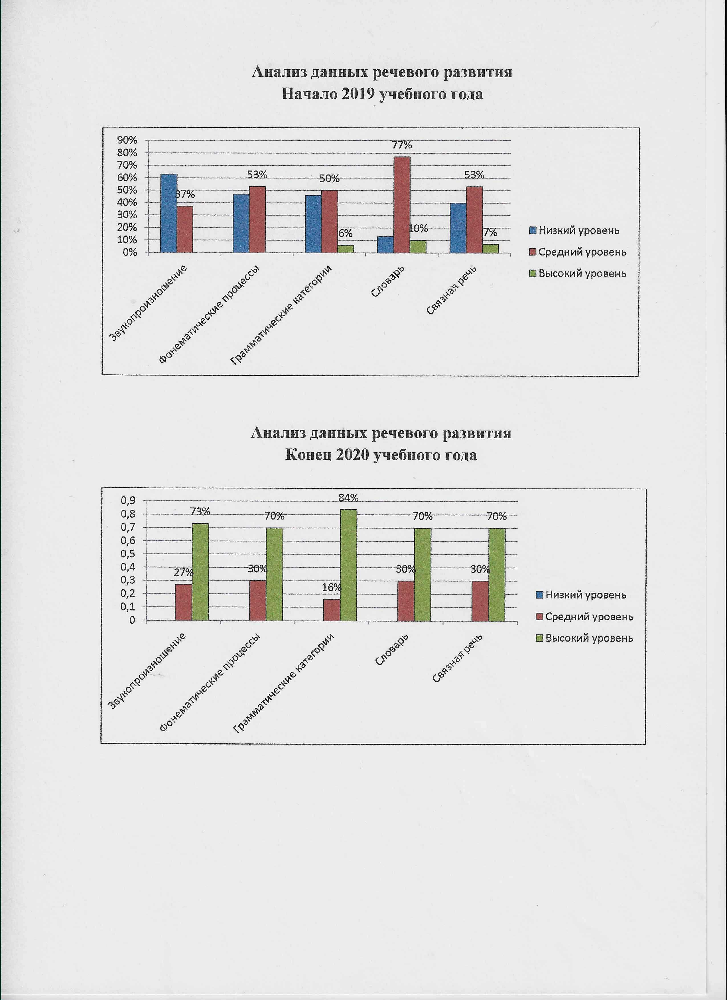 Анализ данных речевого развития
Начало 2019 учебного года
90%
80%
70%
60%
50%
40%
30%
20%
10%
0%
37%
53%
50%
6%
77%
10%
53%
7%
Звукопроизношение
Фонематические процессы
Грамматические категории
Словарь
Связная речь
Низкий уровень
Средний уровень
Высокий уровень
Анализ данных речевого развития
Конец 2020 учебного года
0,9
0,8
0,7
0,6
0,5
0,4
0,3
0,2
0,1
0
27%
73%
30%
70%
16%
84%
30%
70%
30%
70%
Звукопроизношение
Фонематические процессы
Грамматические категории
Словарь
Связная речь
Низкий уровень
Средний уровень
Высокий уровень